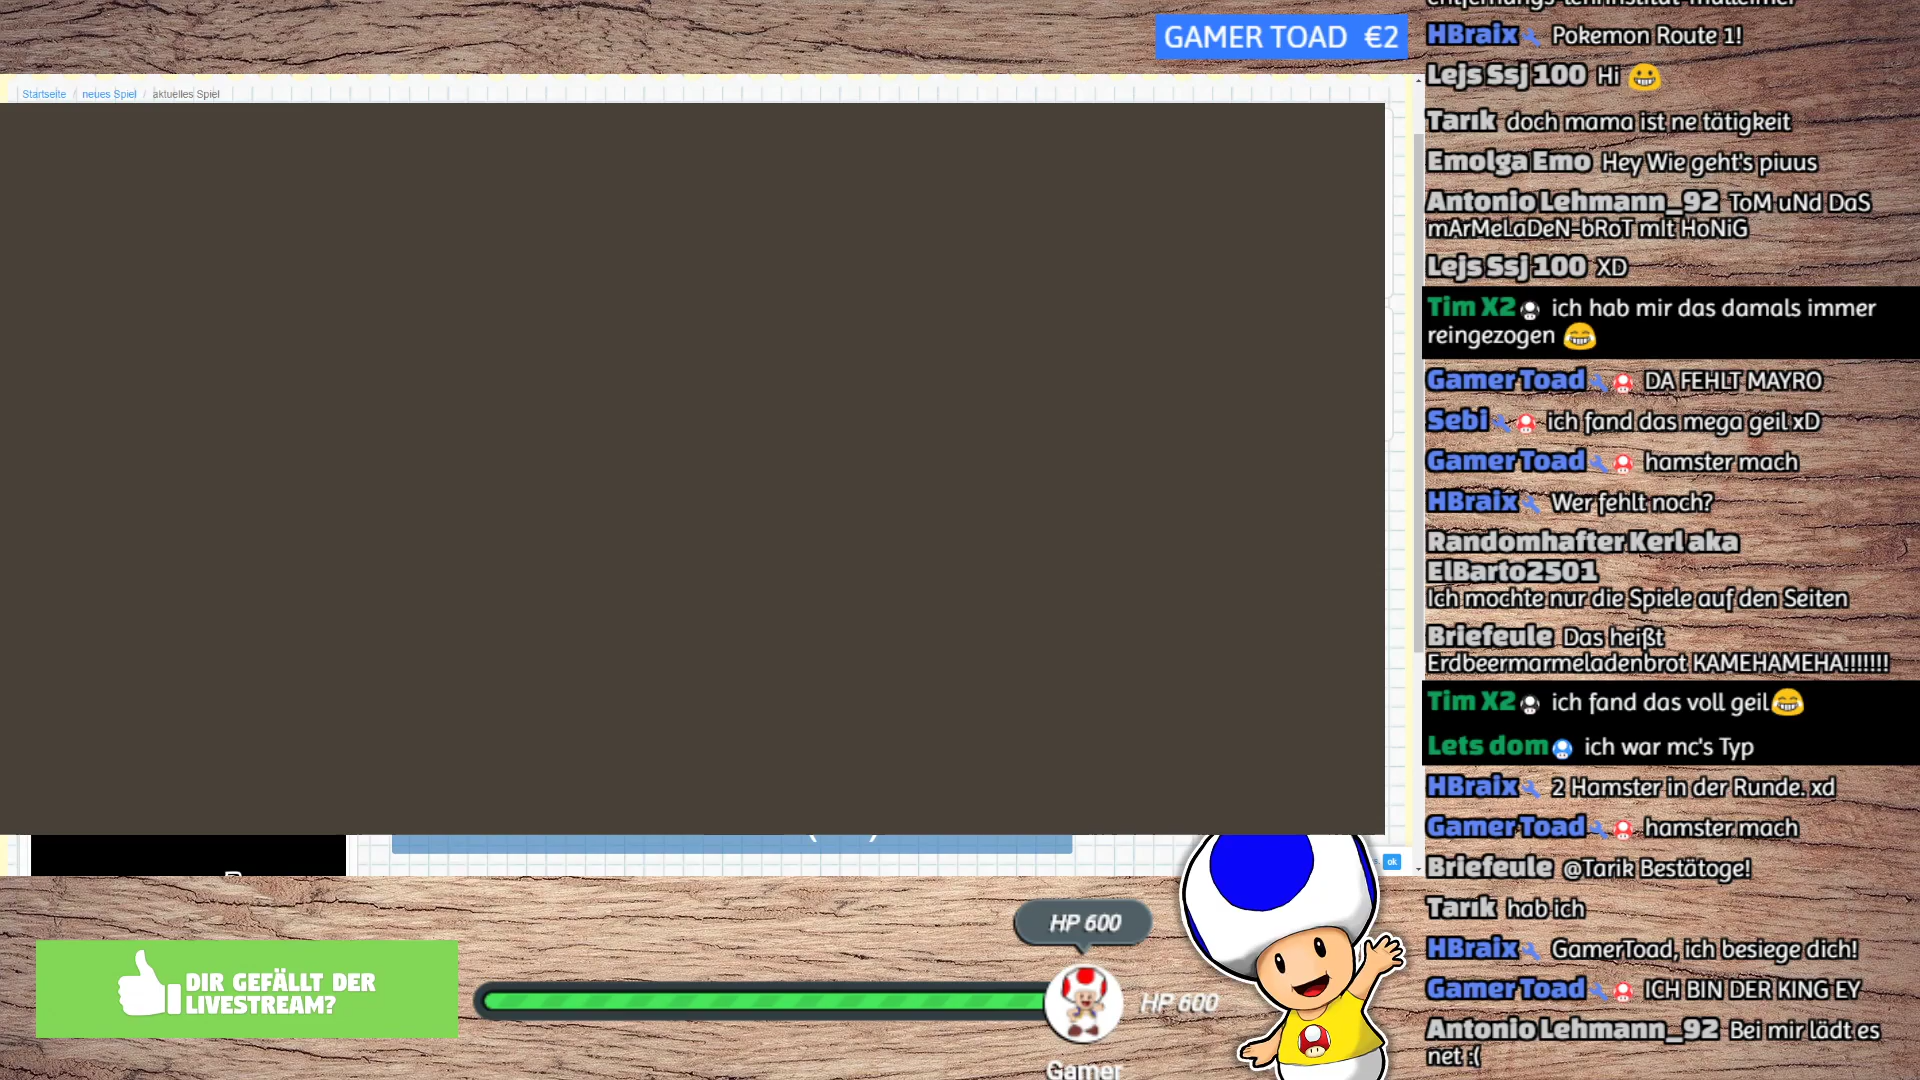 GAMER TOAD €2
Startseite / neues Spiel / aktuelles Spiel
ok
HP 600
HP 600
Gamer
DIR GEFÄLLT DER
LIVESTREAM?
HBraix Pokemon Route 1!
Lejs Ssj 100 Hi
Tarık doch mama ist ne tätigkeit
Emolga Emo Hey Wie geht's piuus
Antonio Lehmann_92 ToM uNd DaS
mArMeLaDeN-bRoT mIt HoNiG
Lejs Ssj 100 XD
Tim X2 ich hab mir das damals immer
reingezogen
GamerToad DA FEHLT MAYRO
Sebi ich fand das mega geil xD
GamerToad hamster mach
HBraix Wer fehlt noch?
Randomhafter Kerl aka
ElBarto2501
Ich mochte nur die Spiele auf den Seiten
Briefeule Das heißt
Erdbeermarmeladenbrot KAMEHAMEHA!!!!!!!
Tim X2 ich fand das voll geil
Lets dom ich war mc's Typ
HBraix 2 Hamster in der Runde. xd
GamerToad hamster mach
Briefeule @Tarik Bestätoge!
Tarık hab ich
HBraix GamerToad, ich besiege dich!
GamerToad ICH BIN DER KING EY
Antonio Lehmann_92 Bei mir lädt es
net :(